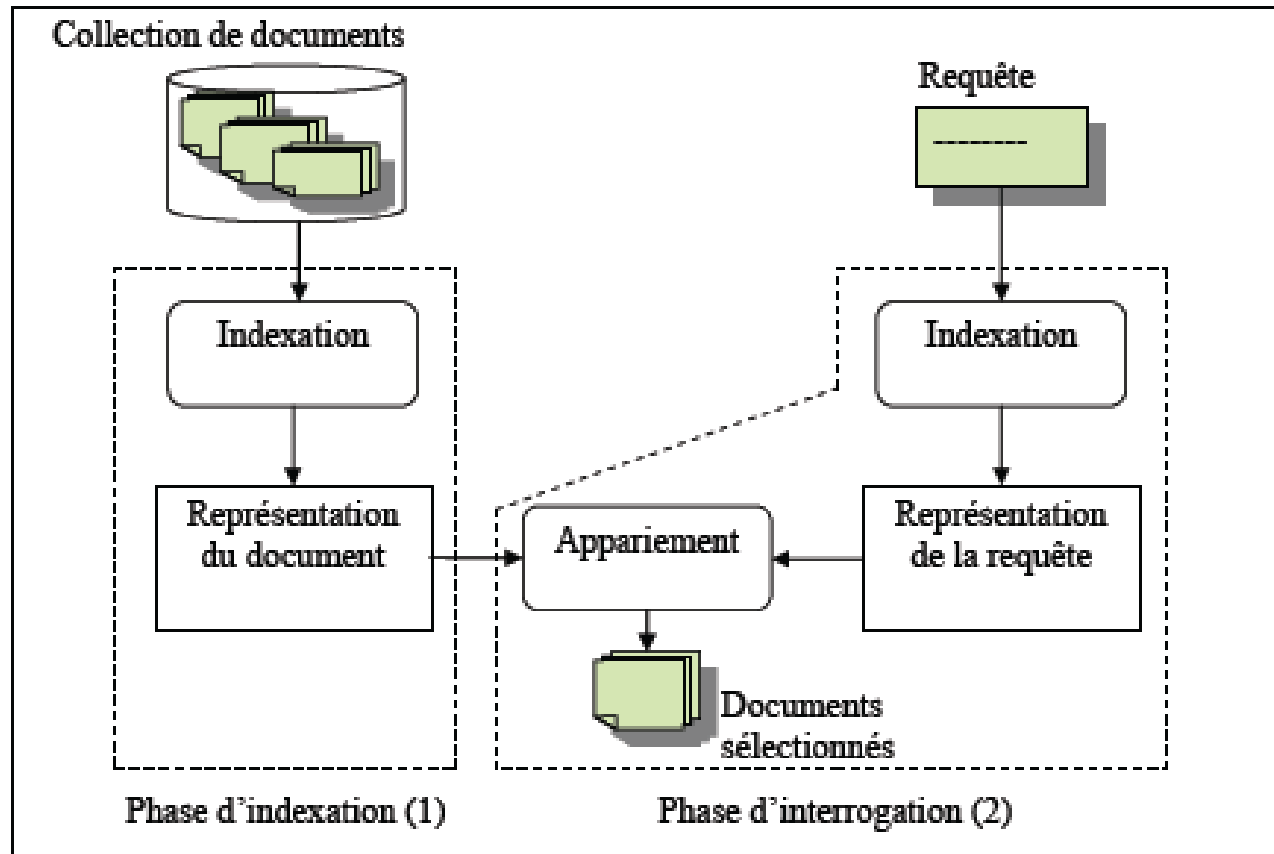 Collection de documents
Requête
Indexation
Indexation
Représentation
du document
Appariement
Représentation
de la requête
Documents
sélectionnés
Phase d'indexation (1)
Phase d'interrogation (2)